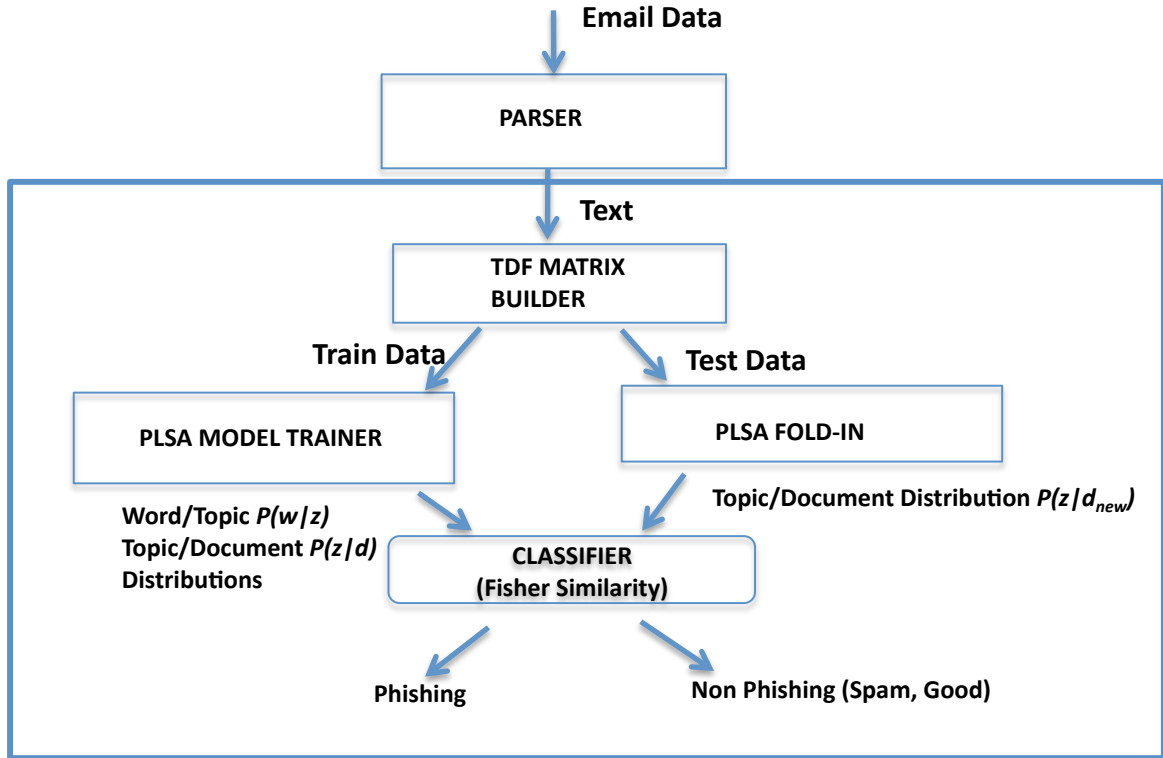 Email Data
PARSER
Text
TDF MATRIX
BUILDER
Train Data
Test Data
PLSA MODEL TRAINER
PLSA FOLD-IN
Word/Topic P(w|z)
Topic/Document P(z|d)
Distributions
Topic/Document Distribution P(z|d_new)
CLASSIFIER
(Fisher Similarity)
Phishing
Non Phishing (Spam, Good)